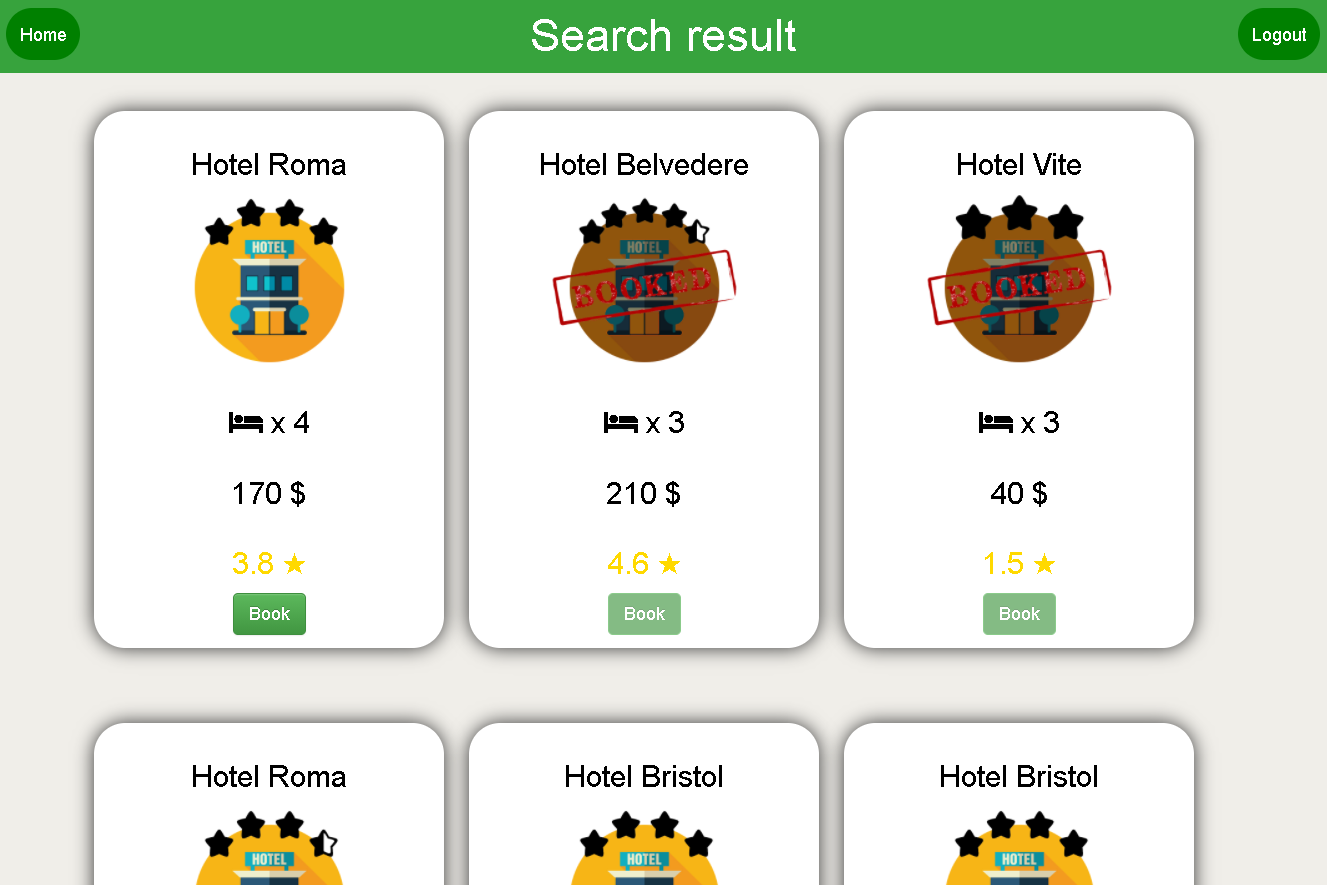 Home
Search result
Logout
Hotel Roma
HOTEL
x 4
170 $
3.8 ★
Book
Hotel Belvedere
HOTEL
BOOKED
x 3
210 $
4.6 ★
Book
Hotel Vite
HOTEL
BOOKED
x 3
40 $
1.5 ★
Book
Hotel Roma
HOTEL
Hotel Bristol
HOTEL
Hotel Bristol
HOTEL